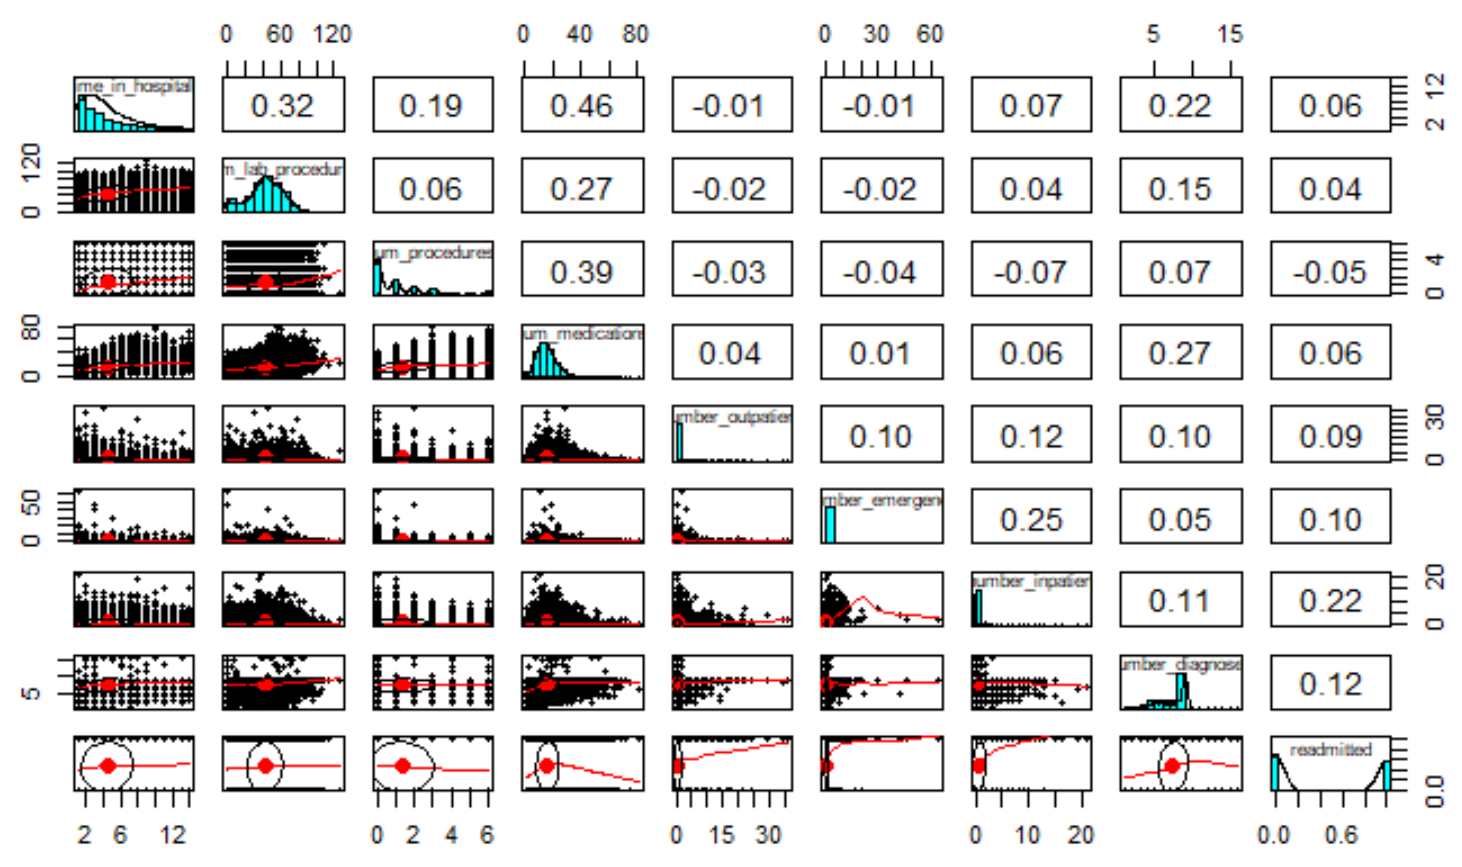 0 60 120 0 40 80 0 30 60 5 15
me_in_hospital 0.32 0.19 0.46 -0.01 -0.01 0.07 0.22 0.06 2 12
0 120 m_lab_procedur 0.06 0.27 -0.02 -0.02 0.04 0.15 0.04
um_procedures 0.39 -0.03 -0.04 -0.07 0.07 -0.05 0 4
0 80 um_medications 0.04 0.01 0.06 0.27 0.06
umber_outpatien 0.10 0.12 0.10 0.09 0 30
0 50 mber_emergen 0.25 0.05 0.10
umber_inpatien 0.11 0.22 0 20
5 umber_diagnose 0.12
readmitted 0.0
2 6 12 0 2 4 6 0 15 30 0 10 20 0.0 0.6